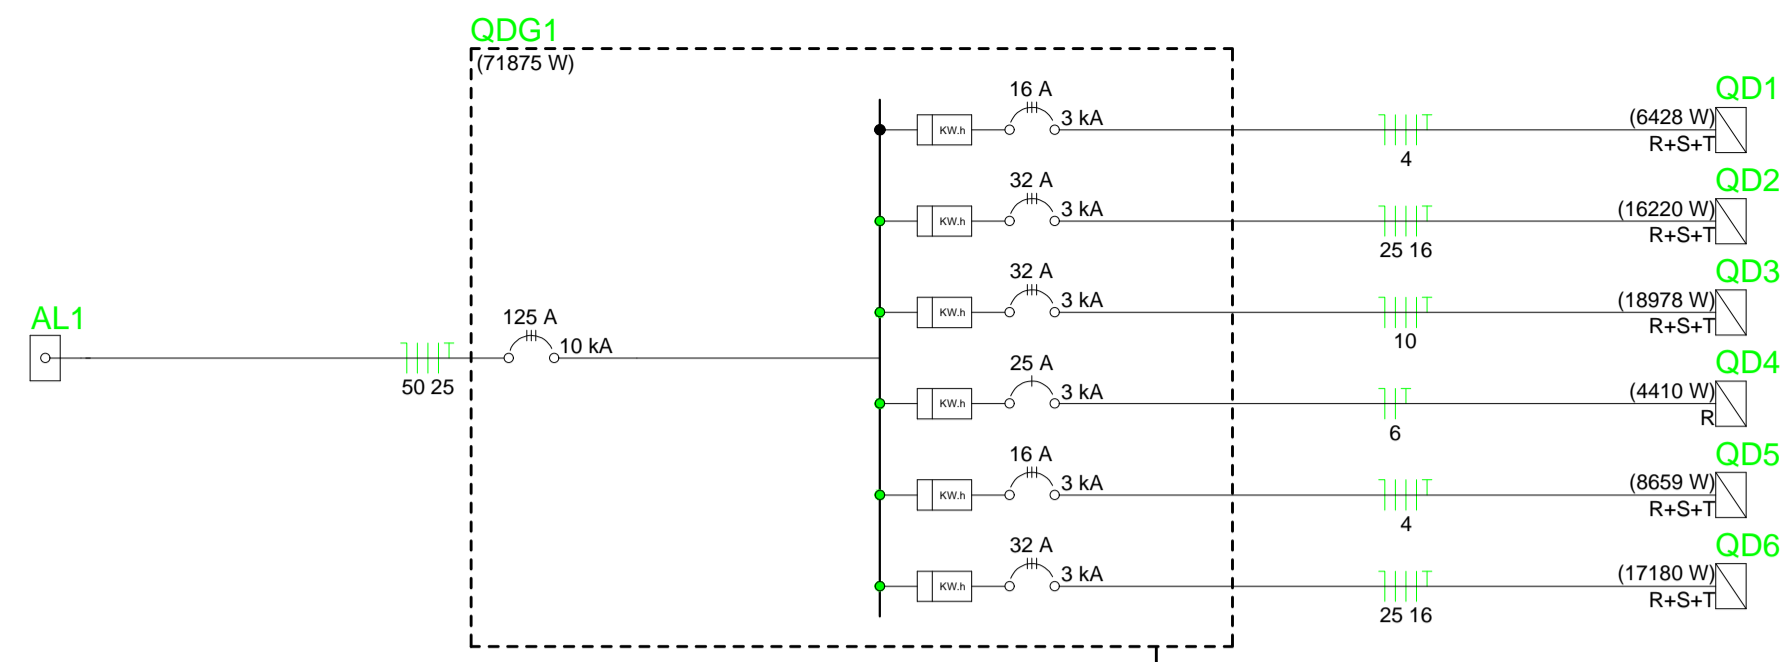 QDG1
(71875 W)
AL1
50 25
125 A
10 kA
KW.h
16 A
3 kA
4
(6428 W)
R+S+T
QD1
KW.h
32 A
3 kA
25 16
(16220 W)
R+S+T
QD2
KW.h
32 A
3 kA
10
(18978 W)
R+S+T
QD3
KW.h
25 A
3 kA
6
(4410 W)
R
QD4
KW.h
16 A
3 kA
4
(8659 W)
R+S+T
QD5
KW.h
32 A
3 kA
25 16
(17180 W)
R+S+T
QD6